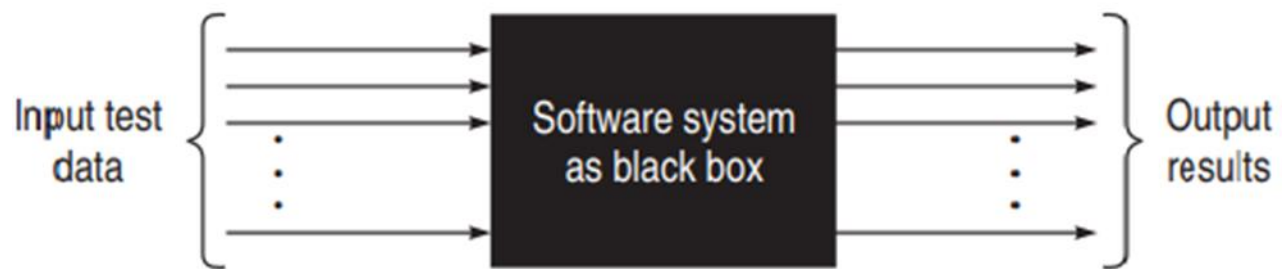 Input test
data
Software system
as black box
Output
results